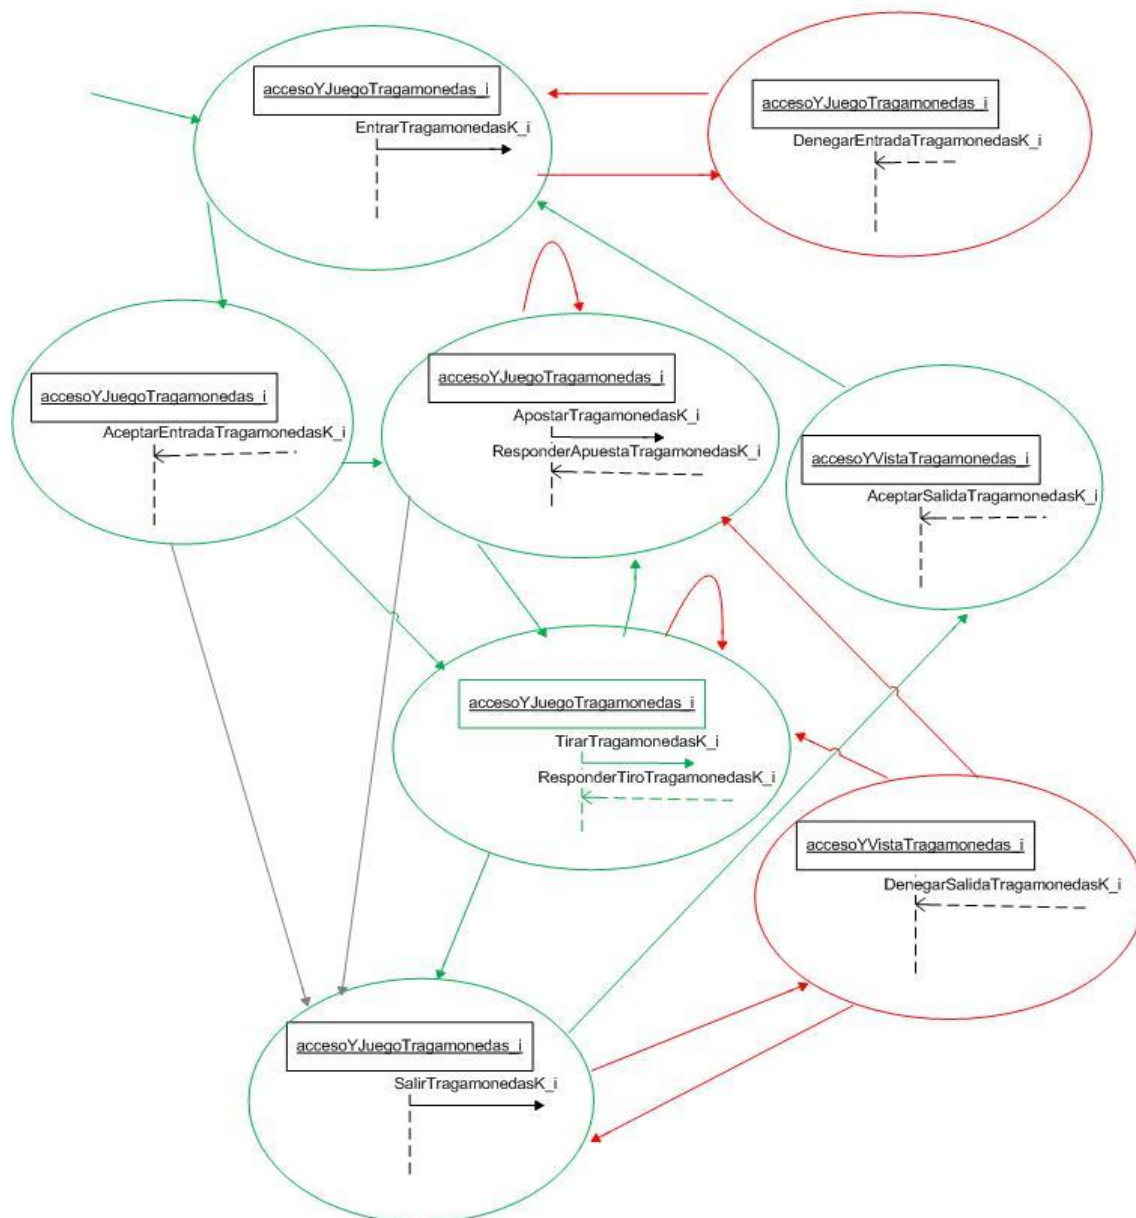 accesoYJuegoTragamonedas_i
EntrarTragamonedasK_i
accesoYJuegoTragamonedas_i
DenegarEntradaTragamonedasK_i
accesoYJuegoTragamonedas_i
AceptarEntradaTragamonedasK_i
accesoYJuegoTragamonedas_i
ApostarTragamonedasK_i
ResponderApuestaTragamonedasK_i
accesoYVistaTragamonedas_i
AceptarSalidaTragamonedasK_i
accesoYJuegoTragamonedas_i
TirarTragamonedasK_i
ResponderTiroTragamonedasK_i
accesoYVistaTragamonedas_i
DenegarSalidaTragamonedasK_i
accesoYJuegoTragamonedas_i
SalirTragamonedasK_i